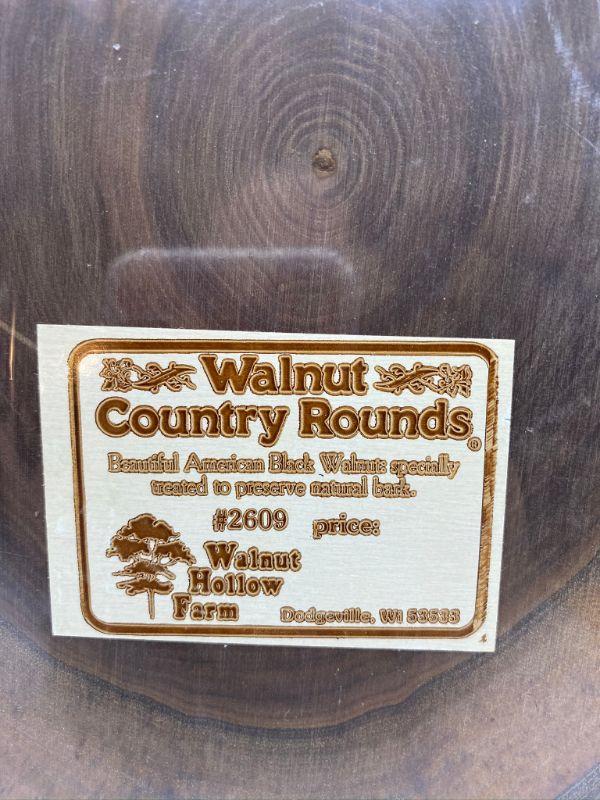 Walnut
Country Rounds®
Beautiful American Black Walnut: specially
treated to preserve natural bark.
#2609 price:
Walnut
Hollow
Farm
Dodgeville, WI 53533